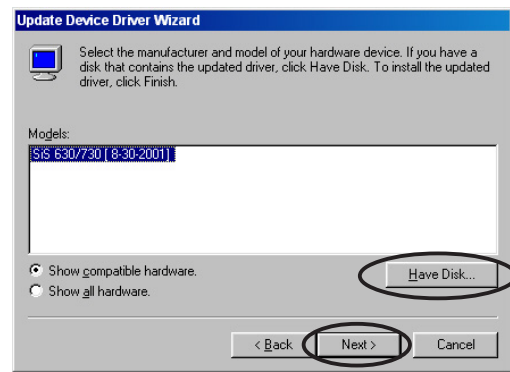 Update Device Driver Wizard
Select the manufacturer and model of your hardware device. If you have a
disk that contains the updated driver, click Have Disk. To install the updated
driver, click Finish.
Models:
SiS 630/730 [ 8-30-2001]
Show compatible hardware.
Have Disk...
Show all hardware.
< Back
Next >
Cancel